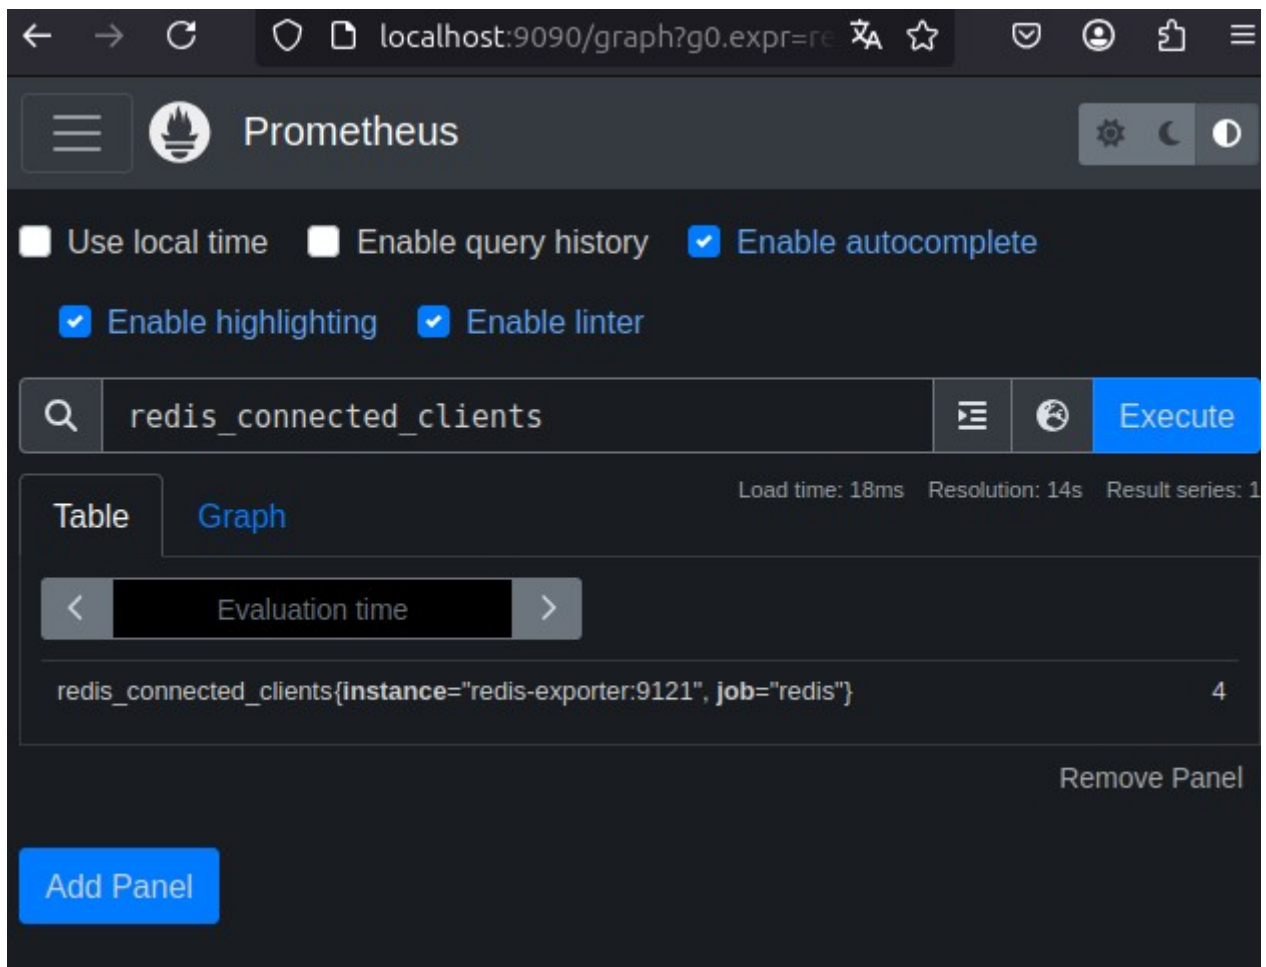 localhost:9090/graph?g0.expr=re
Prometheus
Use local time Enable query history Enable autocomplete
Enable highlighting Enable linter
redis_connected_clients Execute
Load time: 18ms Resolution: 14s Result series: 1
Table Graph
Evaluation time
redis_connected_clients{instance="redis-exporter:9121", job="redis"} 4
Remove Panel
Add Panel